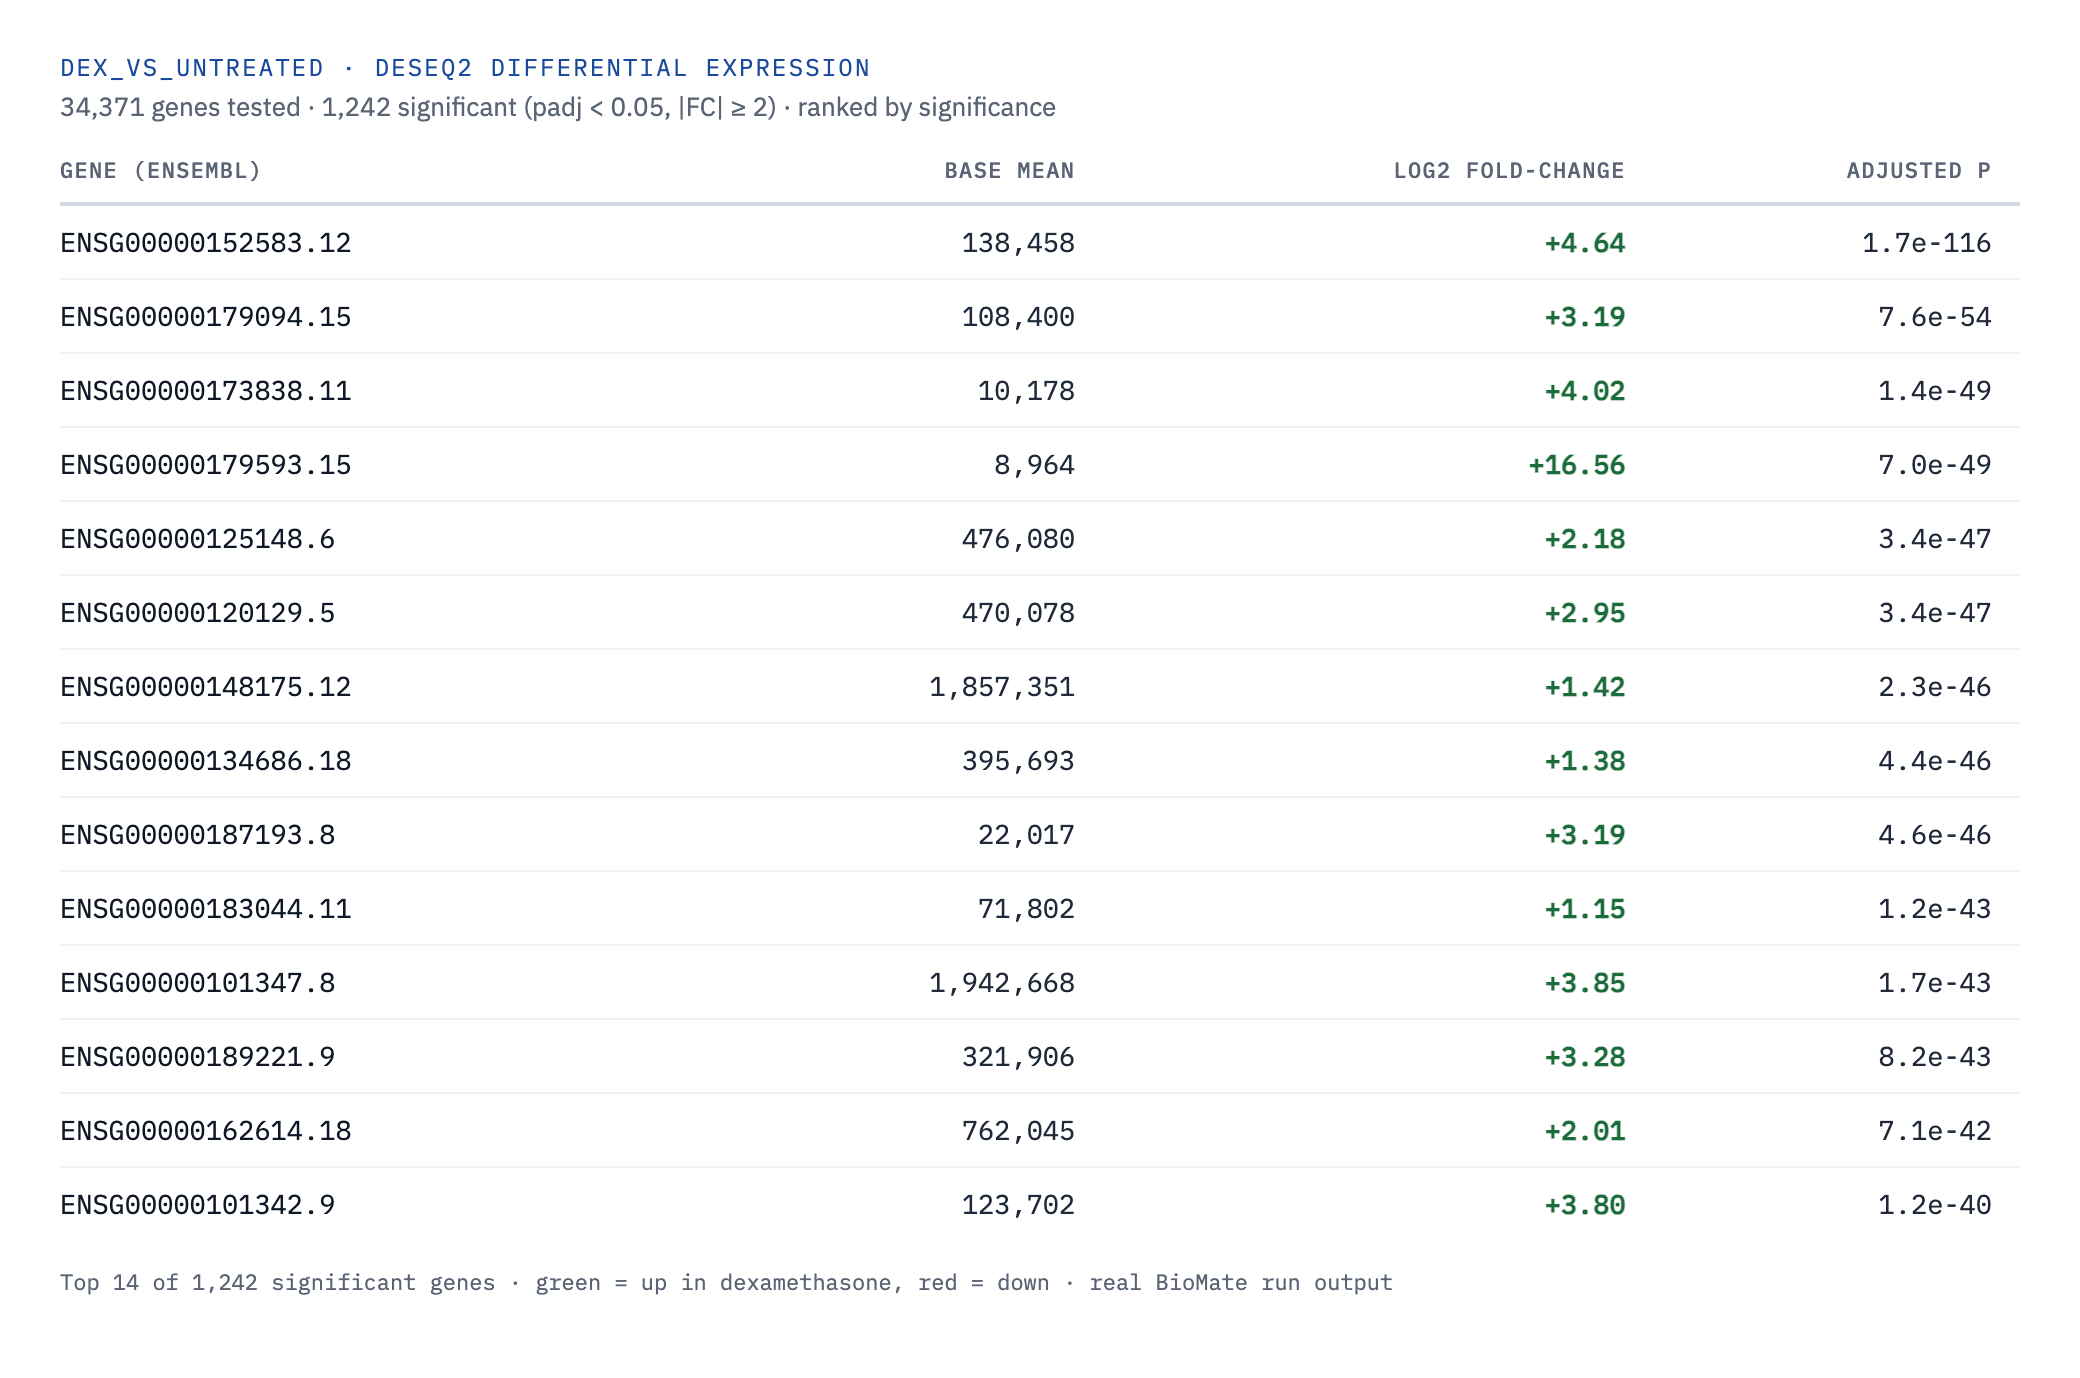 DEX_VS_UNTREATED · DESEQ2 DIFFERENTIAL EXPRESSION
34,371 genes tested · 1,242 significant (padj < 0.05, |FC| ≥ 2) · ranked by significance
GENE (ENSEMBL) BASE MEAN LOG2 FOLD-CHANGE ADJUSTED P
ENSG00000152583.12 138,458 +4.64 1.7e-116
ENSG00000179094.15 108,400 +3.19 7.6e-54
ENSG00000173838.11 10,178 +4.02 1.4e-49
ENSG00000179593.15 8,964 +16.56 7.0e-49
ENSG00000125148.6 476,080 +2.18 3.4e-47
ENSG00000120129.5 470,078 +2.95 3.4e-47
ENSG00000148175.12 1,857,351 +1.42 2.3e-46
ENSG00000134686.18 395,693 +1.38 4.4e-46
ENSG00000187193.8 22,017 +3.19 4.6e-46
ENSG00000183044.11 71,802 +1.15 1.2e-43
ENSG00000101347.8 1,942,668 +3.85 1.7e-43
ENSG00000189221.9 321,906 +3.28 8.2e-43
ENSG00000162614.18 762,045 +2.01 7.1e-42
ENSG00000101342.9 123,702 +3.80 1.2e-40
Top 14 of 1,242 significant genes · green = up in dexamethasone, red = down · real BioMate run output